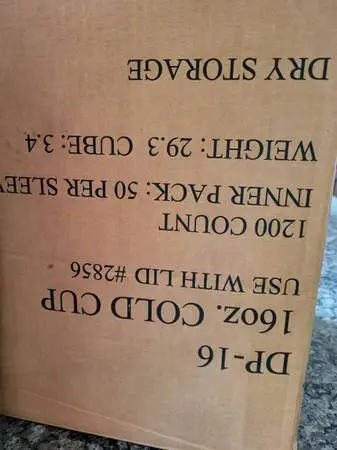 DP-16
16oz. COLD CUP
USE WITH LID #2856
1200 COUNT
INNER PACK: 50 PER SLEEV
WEIGHT: 29.3 CUBE: 3.4
DRY STORAGE